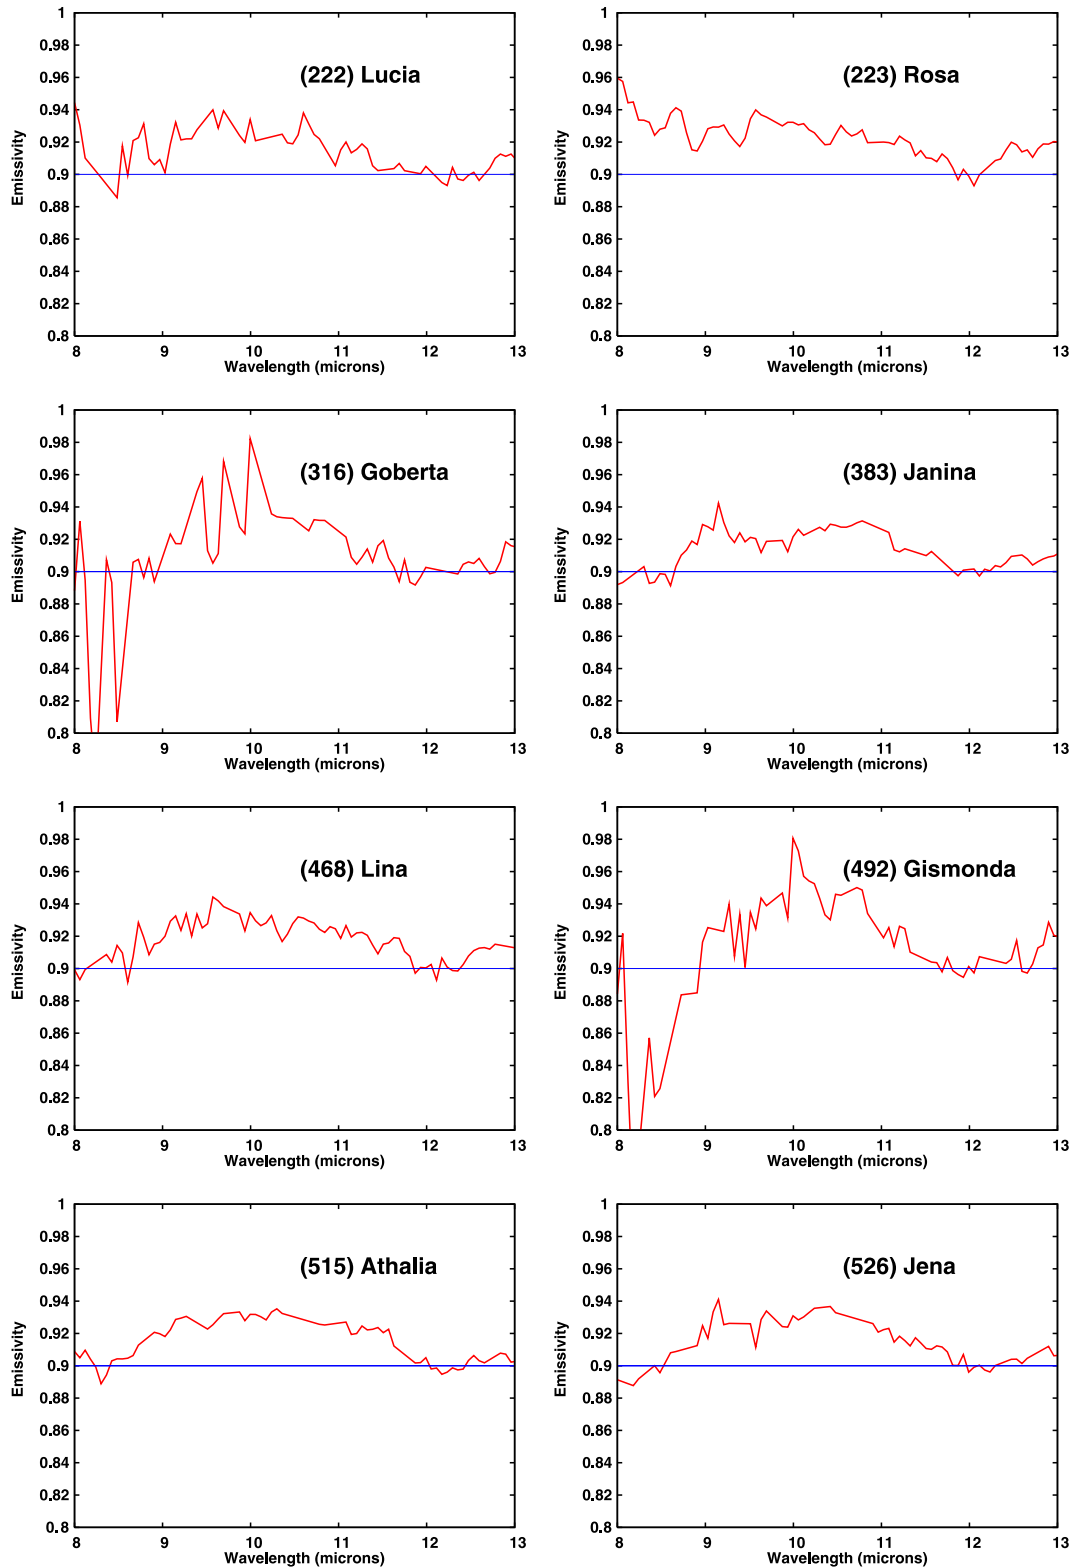 (222) Lucia
Emissivity
1
0.98
0.96
0.94
0.92
0.9
0.88
0.86
0.84
0.82
0.8
8 9 10 11 12 13
Wavelength (microns)
(223) Rosa
Emissivity
1
0.98
0.96
0.94
0.92
0.9
0.88
0.86
0.84
0.82
0.8
8 9 10 11 12 13
Wavelength (microns)
(316) Goberta
Emissivity
1
0.98
0.96
0.94
0.92
0.9
0.88
0.86
0.84
0.82
0.8
8 9 10 11 12 13
Wavelength (microns)
(383) Janina
Emissivity
1
0.98
0.96
0.94
0.92
0.9
0.88
0.86
0.84
0.82
0.8
8 9 10 11 12 13
Wavelength (microns)
(468) Lina
Emissivity
1
0.98
0.96
0.94
0.92
0.9
0.88
0.86
0.84
0.82
0.8
8 9 10 11 12 13
Wavelength (microns)
(492) Gismonda
Emissivity
1
0.98
0.96
0.94
0.92
0.9
0.88
0.86
0.84
0.82
0.8
8 9 10 11 12 13
Wavelength (microns)
(515) Athalia
Emissivity
1
0.98
0.96
0.94
0.92
0.9
0.88
0.86
0.84
0.82
0.8
8 9 10 11 12 13
Wavelength (microns)
(526) Jena
Emissivity
1
0.98
0.96
0.94
0.92
0.9
0.88
0.86
0.84
0.82
0.8
8 9 10 11 12 13
Wavelength (microns)